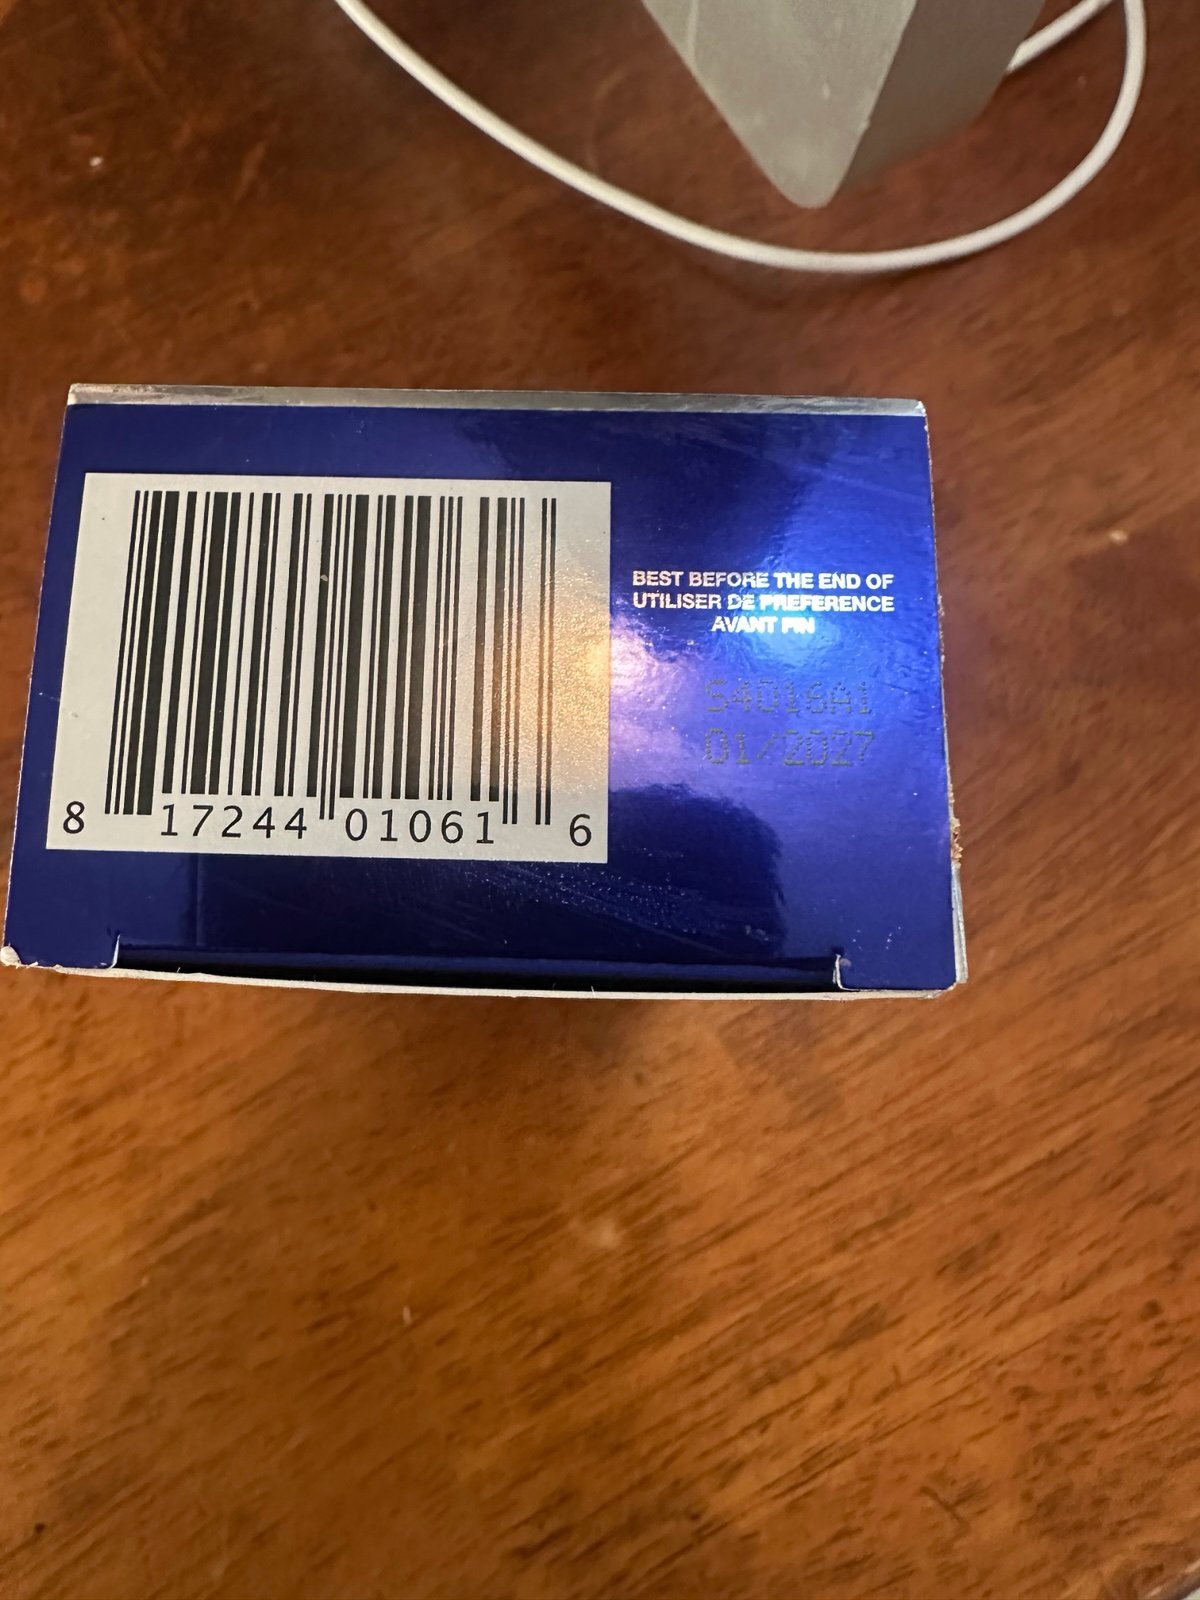 8 17244 01061 6
BEST BEFORE THE END OF
UTILISER DE PREFERENCE
AVANT FIN
S4016A1
01/2027